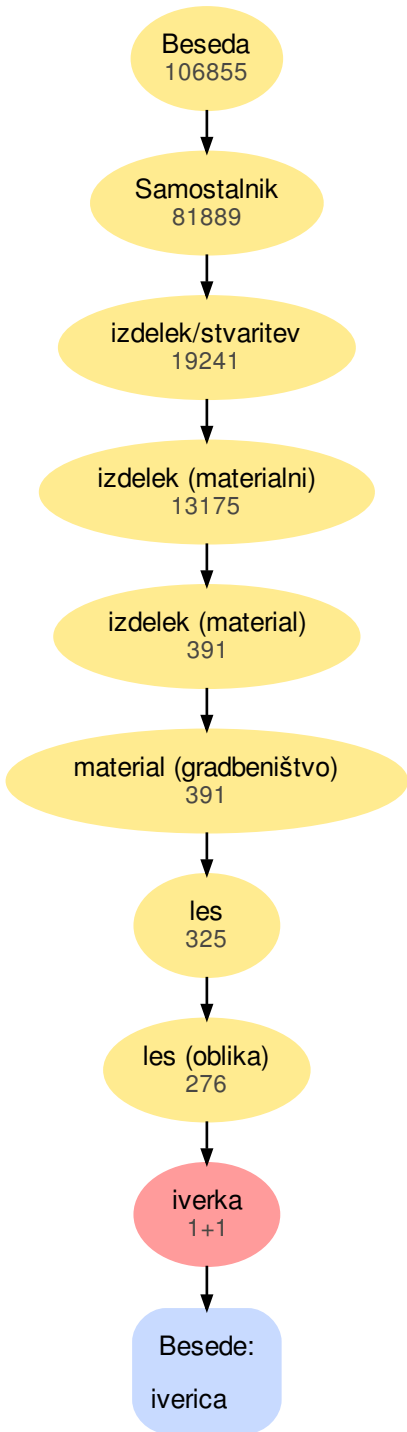 Beseda
106855
Samostalnik
81889
izdelek/stvaritev
19241
izdelek (materialni)
13175
izdelek (material)
391
material (gradbeništvo)
391
les
325
les (oblika)
276
iverka
1+1
Besede:
iverica